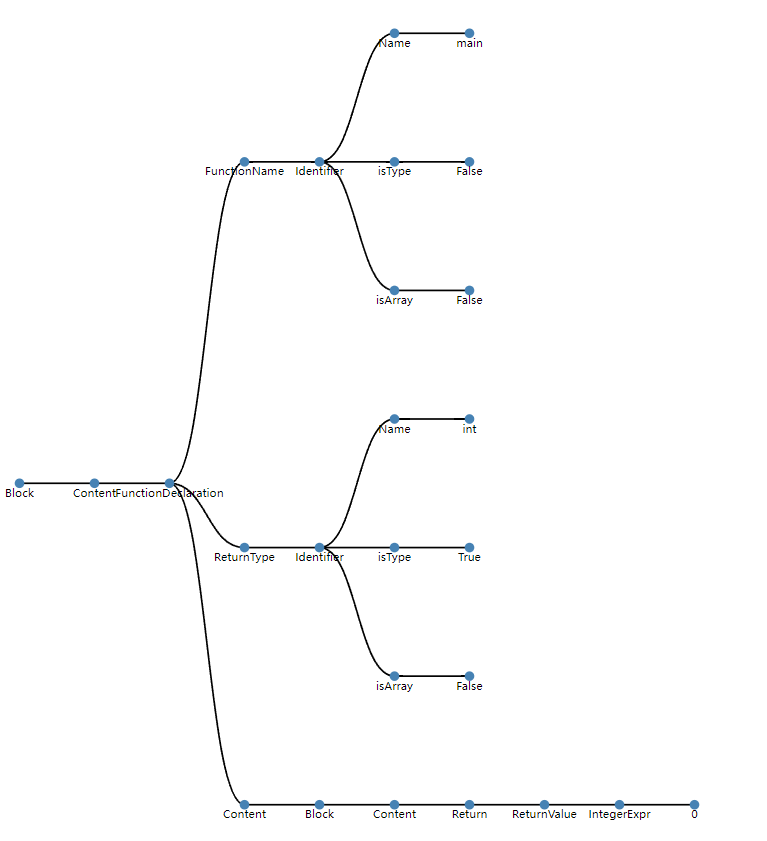 Name main
FunctionName Identifier isType False
isArray False
Name int
Block Content FunctionDeclaration
ReturnType Identifier isType True
isArray False
Content Block Content Return ReturnValue IntegerExpr 0